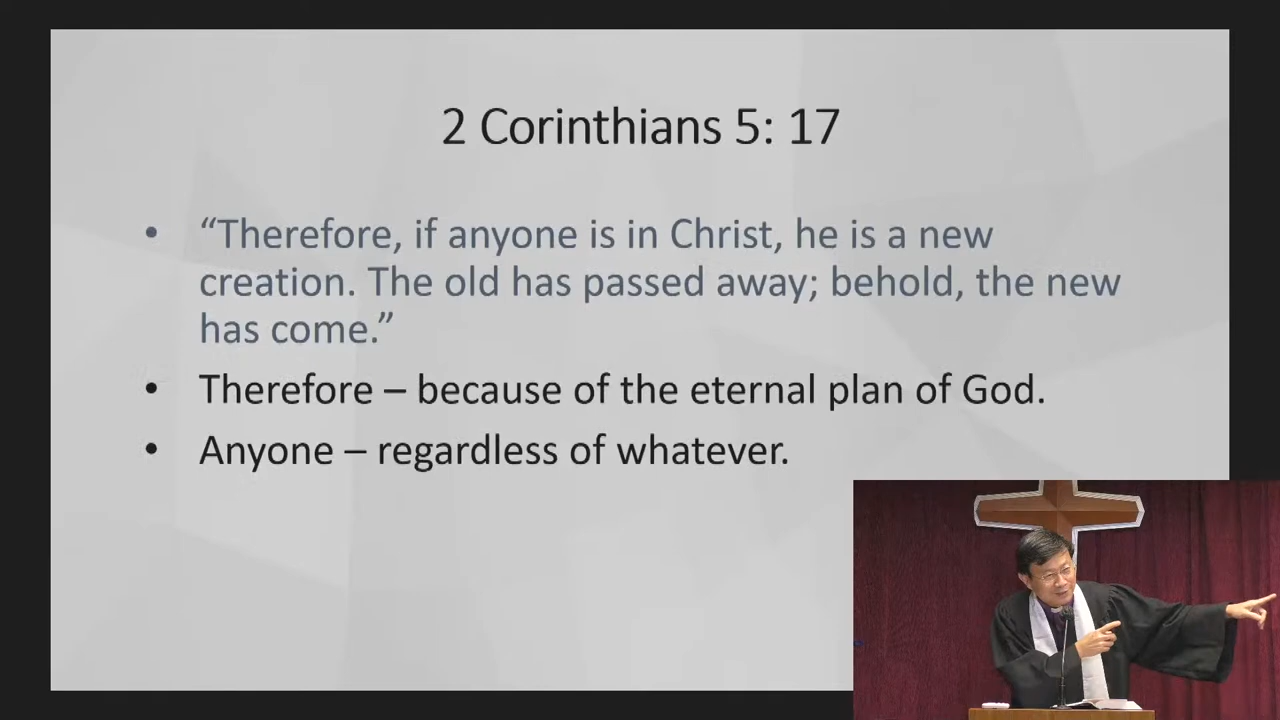 2 Corinthians 5: 17
• “Therefore, if anyone is in Christ, he is a new
creation. The old has passed away; behold, the new
has come.”
• Therefore – because of the eternal plan of God.
• Anyone – regardless of whatever.